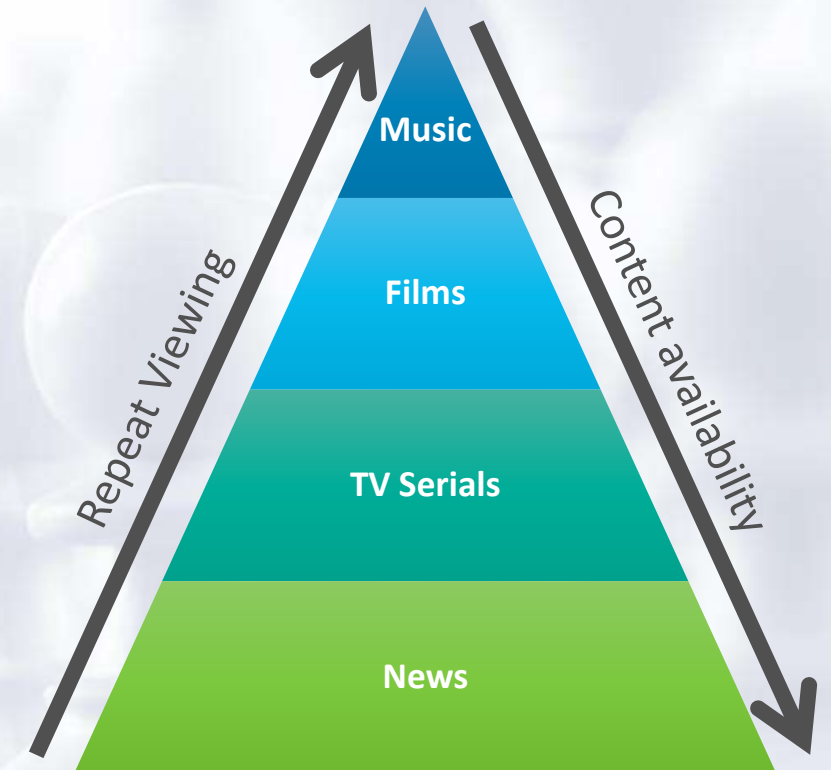 Music
Films
TV Serials
News
Repeat Viewing
Content availability